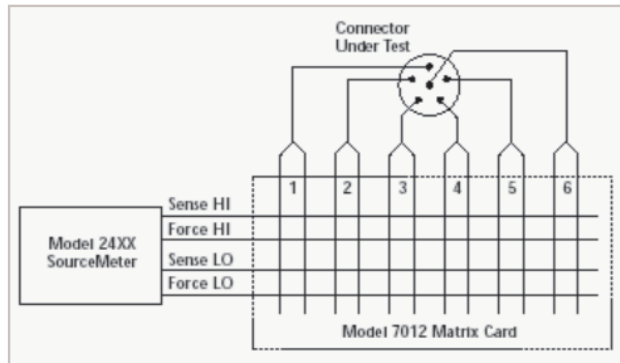 Connector
Under Test
1 2 3 4 5 6
Sense HI
Force HI
Model 24XX
SourceMeter
Sense LO
Force LO
Model 7012 Matrix Card